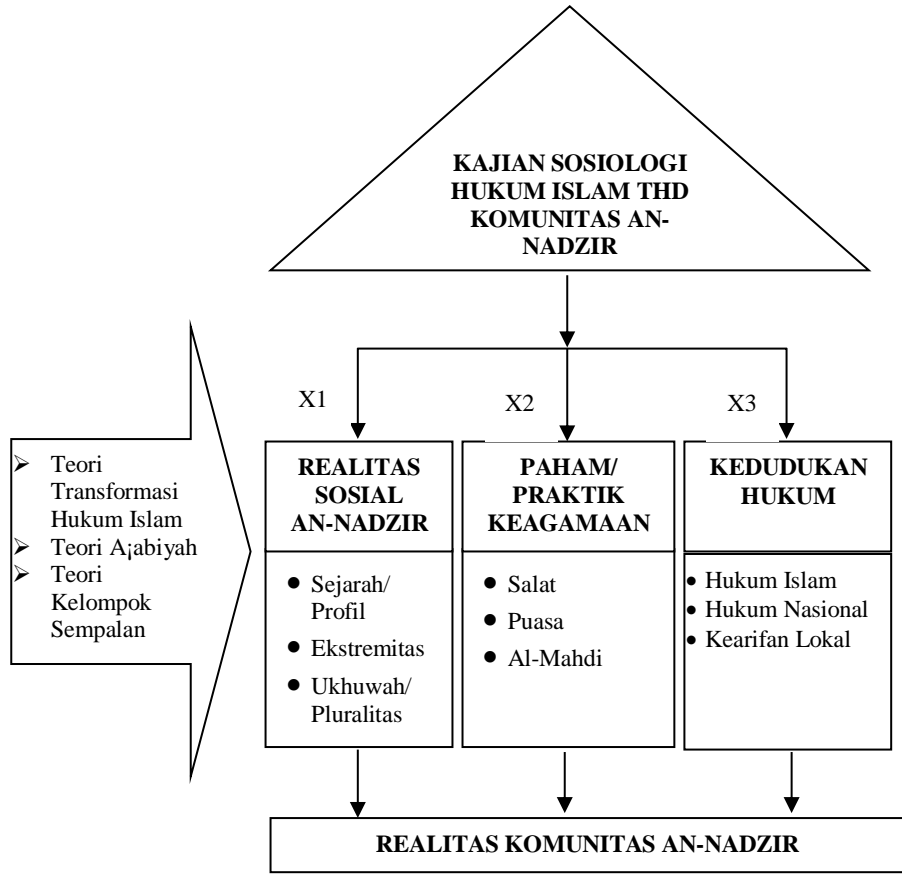 KAJIAN SOSIOLOGI
HUKUM ISLAM THD
KOMUNITAS AN-
NADZIR
X1
X2
X3
➢ Teori
Transformasi
Hukum Islam
➢ Teori A¡abiyah
➢ Teori
Kelompok
Sempalan
REALITAS
SOSIAL
AN-NADZIR
● Sejarah/
Profil
● Ekstremitas
● Ukhuwah/
Pluralitas
PAHAM/
PRAKTIK
KEAGAMAAN
● Salat
● Puasa
● Al-Mahdi
KEDUDUKAN
HUKUM
● Hukum Islam
● Hukum Nasional
● Kearifan Lokal
REALITAS KOMUNITAS AN-NADZIR